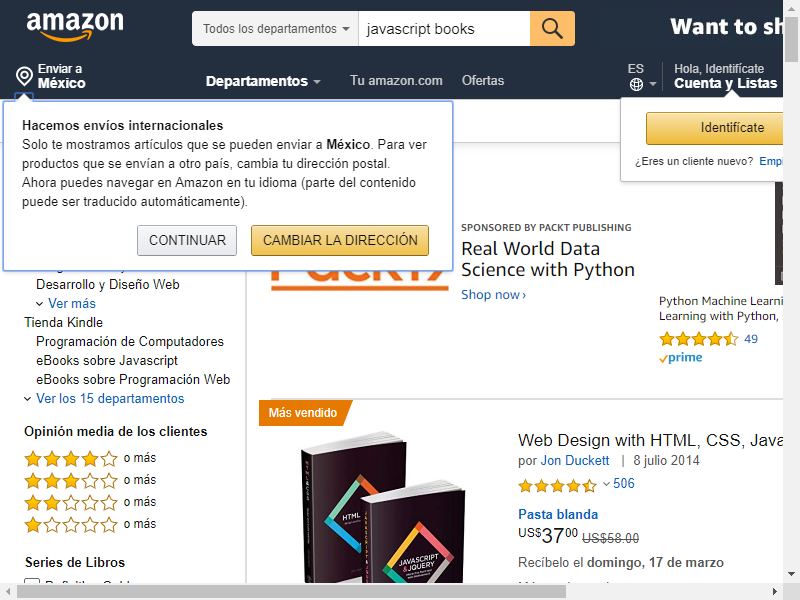 amazon
Todos los departamentos
javascript books
Want to sh
Enviar a
México
Departamentos
Tu amazon.com
Ofertas
ES
Hola, Identifícate
Cuenta y Listas
Hacemos envíos internacionales
Solo te mostramos artículos que se pueden enviar a México. Para ver
productos que se envían a otro país, cambia tu dirección postal.
Ahora puedes navegar en Amazon en tu idioma (parte del contenido
puede ser traducido automáticamente).
CONTINUAR
CAMBIAR LA DIRECCIÓN
Identifícate
¿Eres un cliente nuevo? Empi
Desarrollo y Diseño Web
Ver más
Tienda Kindle
Programación de Computadores
eBooks sobre Javascript
eBooks sobre Programación Web
Ver los 15 departamentos
Opinión media de los clientes
o más
o más
o más
o más
Series de Libros
SPONSORED BY PACKT PUBLISHING
Real World Data
Science with Python
Shop now›
Python Machine Learni
Learning with Python,
49
prime
Más vendido
HTML
JAVASCRIPT
& JQUERY
Web Design with HTML, CSS, Java
por Jon Duckett | 8 julio 2014
506
Pasta blanda
US$3700 US$58.00
Recíbelo el domingo, 17 de marzo